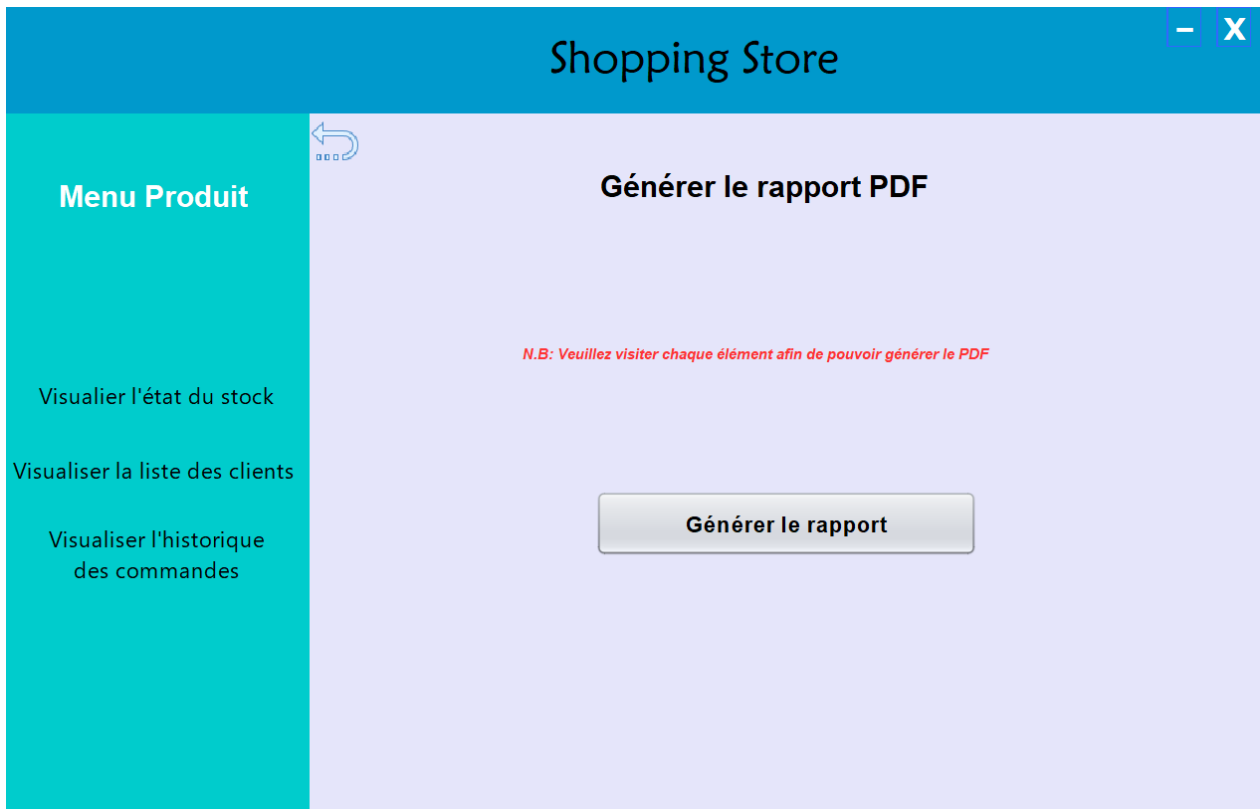 Shopping Store
– X
Menu Produit
Générer le rapport PDF
N.B: Veuillez visiter chaque élément afin de pouvoir générer le PDF
Visualier l'état du stock
Visualiser la liste des clients
Visualiser l'historique
des commandes
Générer le rapport